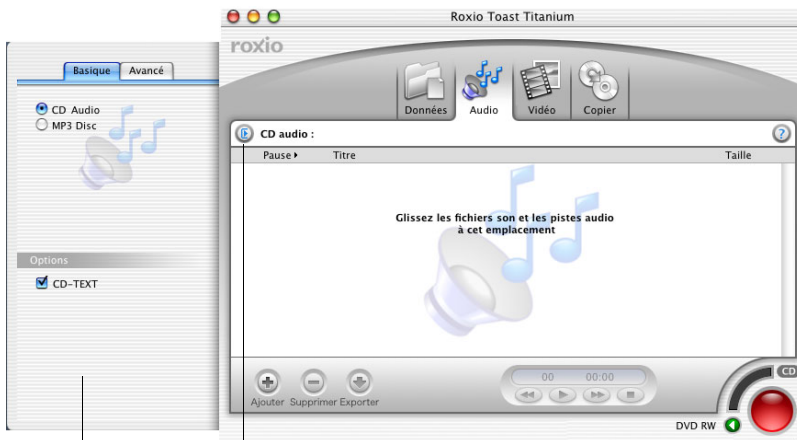 Roxio Toast Titanium
roxio
Basique Avancé
Données Audio Vidéo Copier
CD Audio
MP3 Disc
CD audio :
Pause Titre Taille
Glissez les fichiers son et les pistes audio
à cet emplacement
Options
CD-TEXT
00 00:00
CD
Ajouter Supprimer Exporter
DVD RW